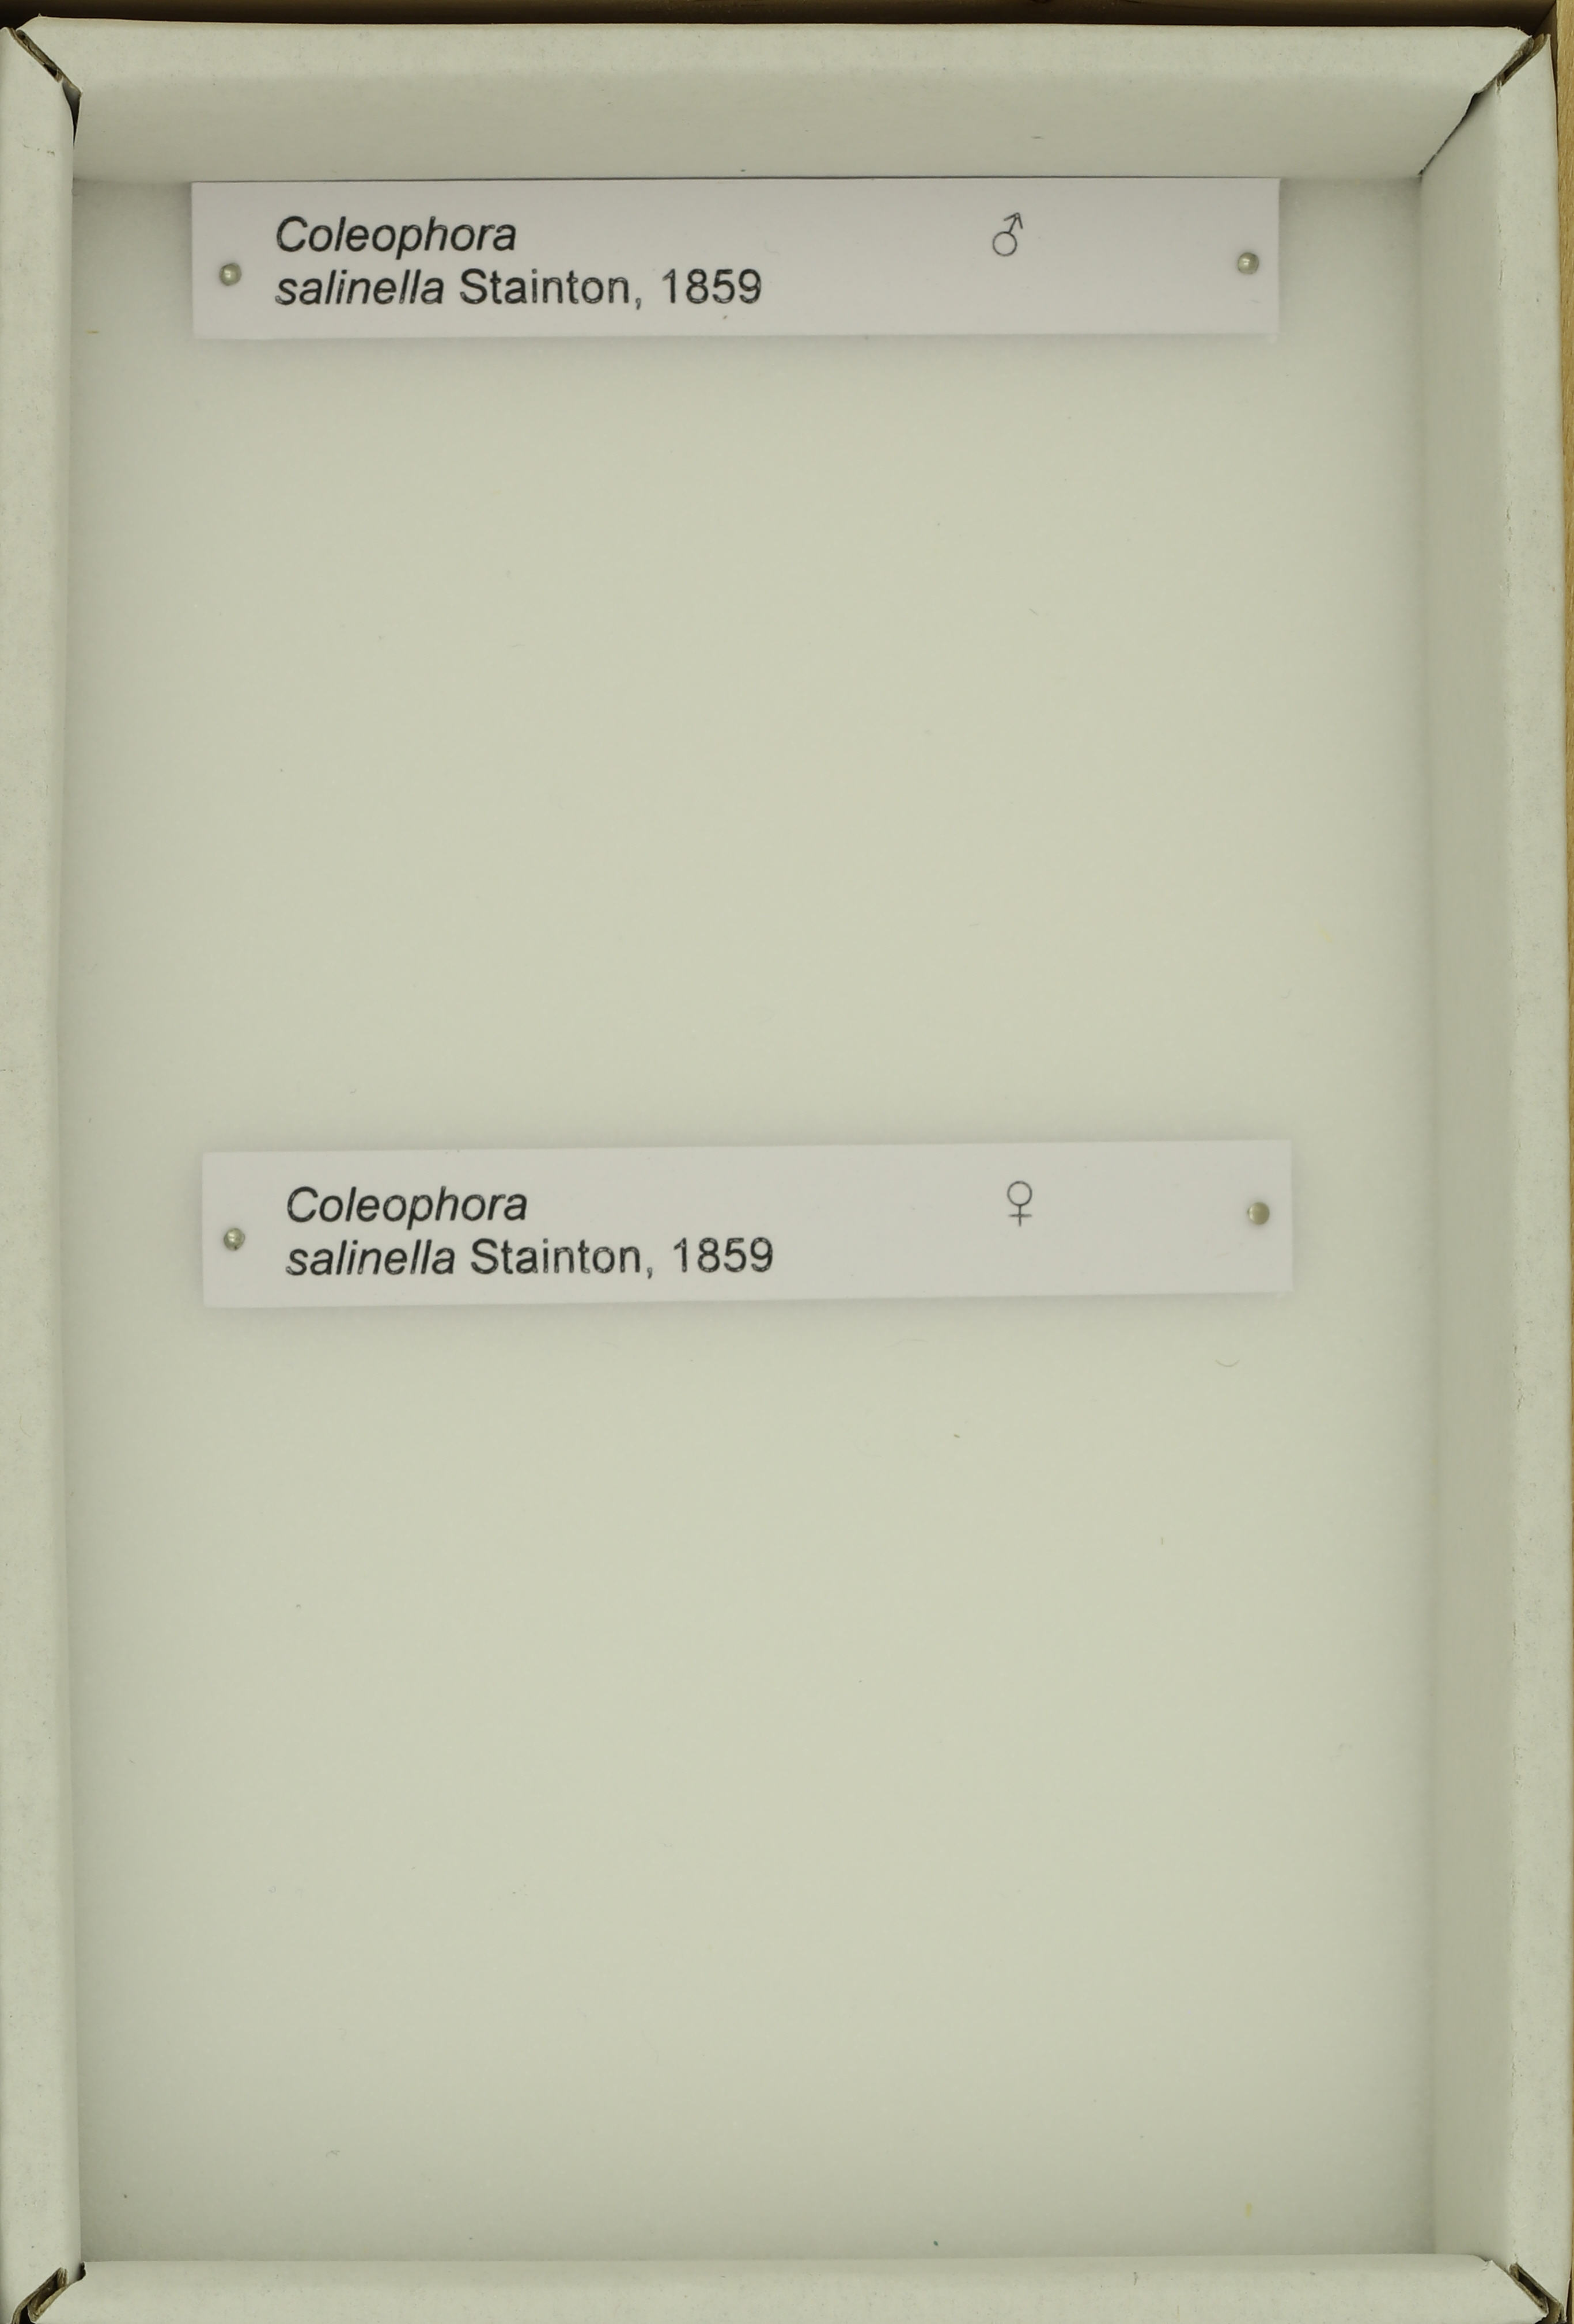 Coleophora ♂
salinella Stainton, 1859
Coleophora ♀
salinella Stainton, 1859